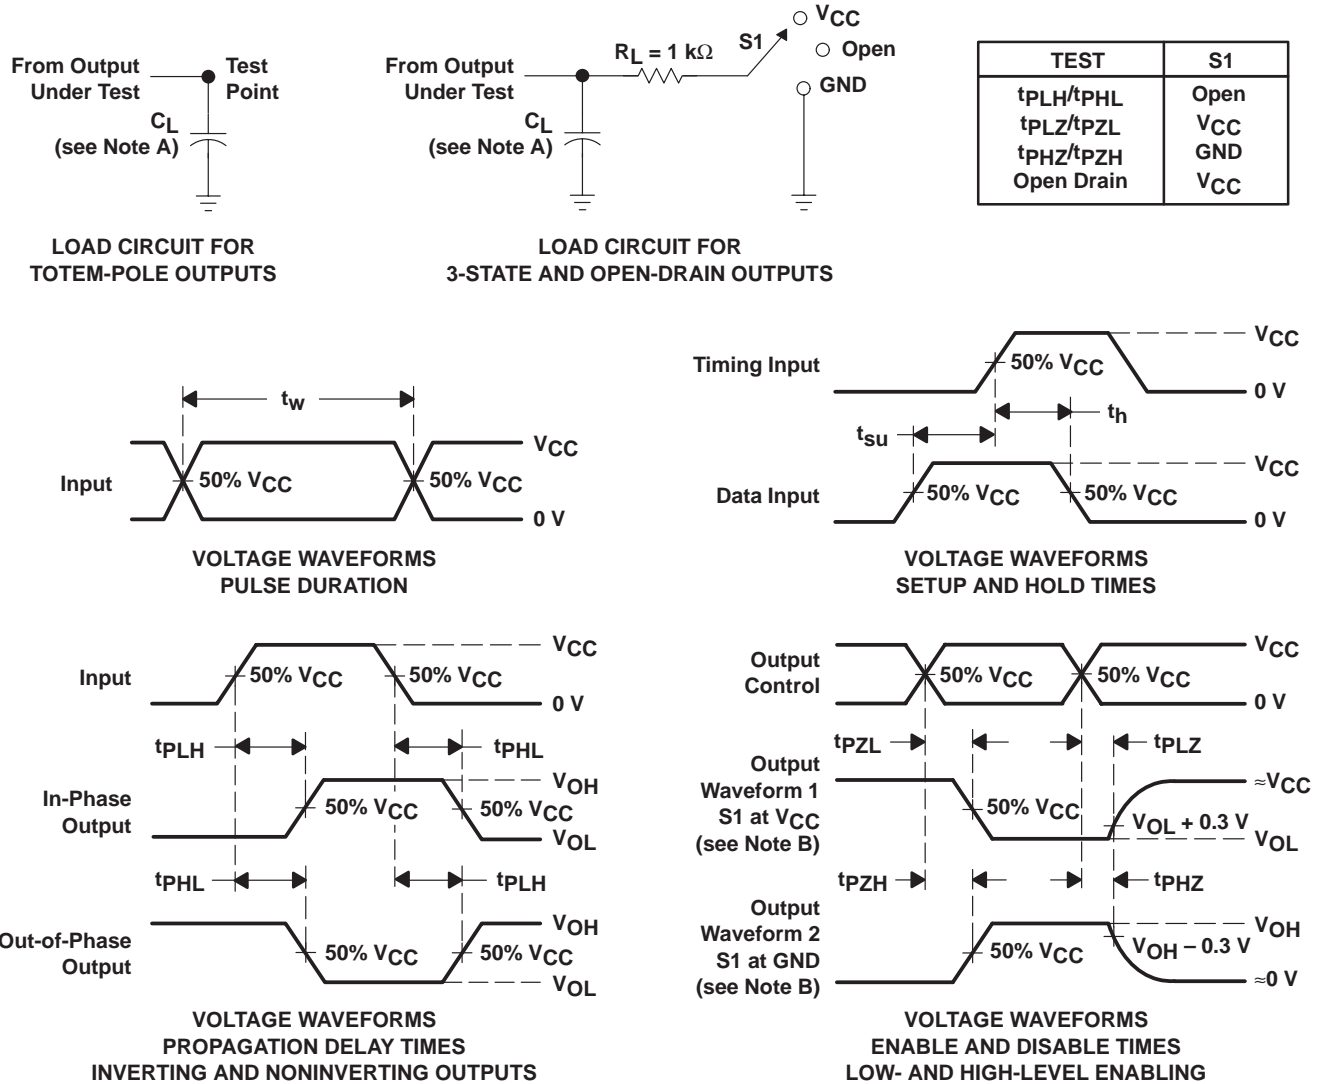 From Output
Under Test
Test
Point
CL
(see Note A)
LOAD CIRCUIT FOR
TOTEM-POLE OUTPUTS
From Output
Under Test
RL = 1 kΩ
S1
VCC
Open
GND
CL
(see Note A)
LOAD CIRCUIT FOR
3-STATE AND OPEN-DRAIN OUTPUTS
TEST S1
tPLH/tPHL Open
tPLZ/tPZL VCC
tPHZ/tPZH GND
Open Drain VCC
tw
Input
50% VCC
50% VCC
VCC
0 V
VOLTAGE WAVEFORMS
PULSE DURATION
Timing Input
50% VCC
VCC
0 V
tsu
th
Data Input
50% VCC
50% VCC
VCC
0 V
VOLTAGE WAVEFORMS
SETUP AND HOLD TIMES
Input
50% VCC
50% VCC
VCC
0 V
tPLH
tPHL
In-Phase
Output
50% VCC
50% VCC
VOH
VOL
tPHL
tPLH
Out-of-Phase
Output
50% VCC
50% VCC
VOH
VOL
VOLTAGE WAVEFORMS
PROPAGATION DELAY TIMES
INVERTING AND NONINVERTING OUTPUTS
Output
Control
50% VCC
50% VCC
VCC
0 V
tPZL
tPLZ
Output
Waveform 1
S1 at VCC
(see Note B)
50% VCC
VOL + 0.3 V
≈VCC
VOL
tPZH
tPHZ
Output
Waveform 2
S1 at GND
(see Note B)
50% VCC
VOH − 0.3 V
VOH
≈0 V
VOLTAGE WAVEFORMS
ENABLE AND DISABLE TIMES
LOW- AND HIGH-LEVEL ENABLING